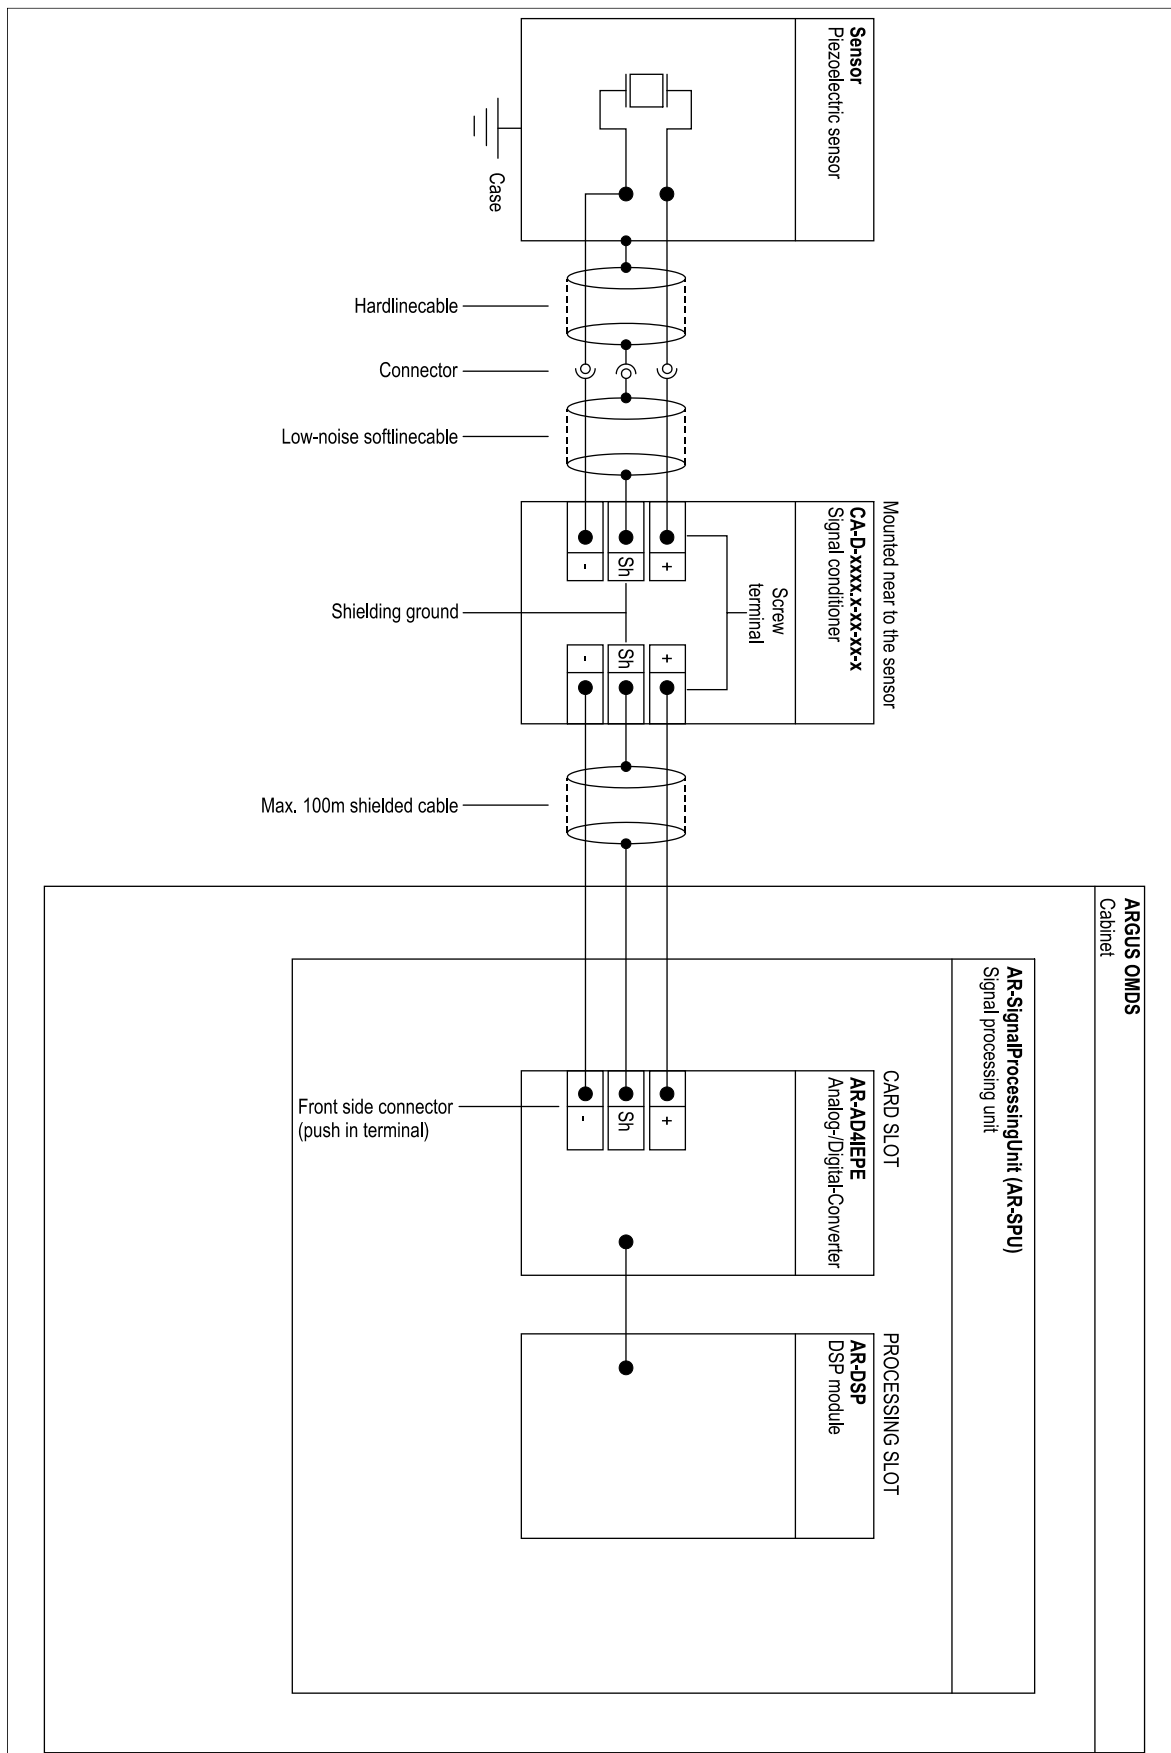 Sensor
Piezoelectric sensor
Case
Hardlinecable
Connector
Low-noise softlinecable
Mounted near to the sensor
CA-D-xxxx.x-xx-xx-x
Signal conditioner
-
Sh
+
Screw
terminal
Shielding ground
-
Sh
+
Max. 100m shielded cable
ARGUS OMDS
Cabinet
AR-SignalProcessingUnit (AR-SPU)
Signal processing unit
CARD SLOT
AR-AD4IEPE
Analog-/Digital-Converter
Front side connector
(push in terminal)
-
Sh
+
PROCESSING SLOT
AR-DSP
DSP module